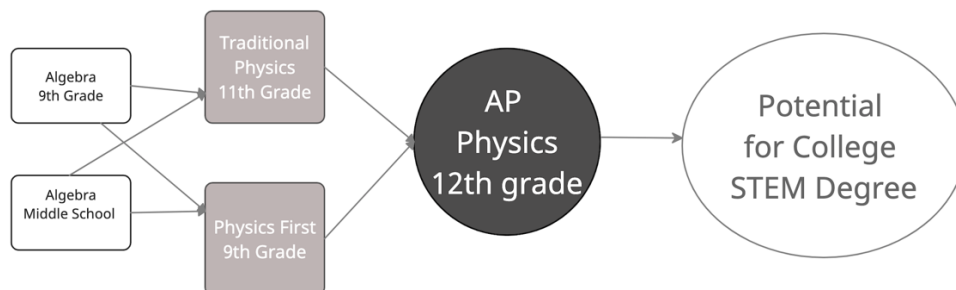 Algebra
9th Grade
Algebra
Middle School
Traditional
Physics
11th Grade
Physics First
9th Grade
AP
Physics
12th grade
Potential
for College
STEM Degree